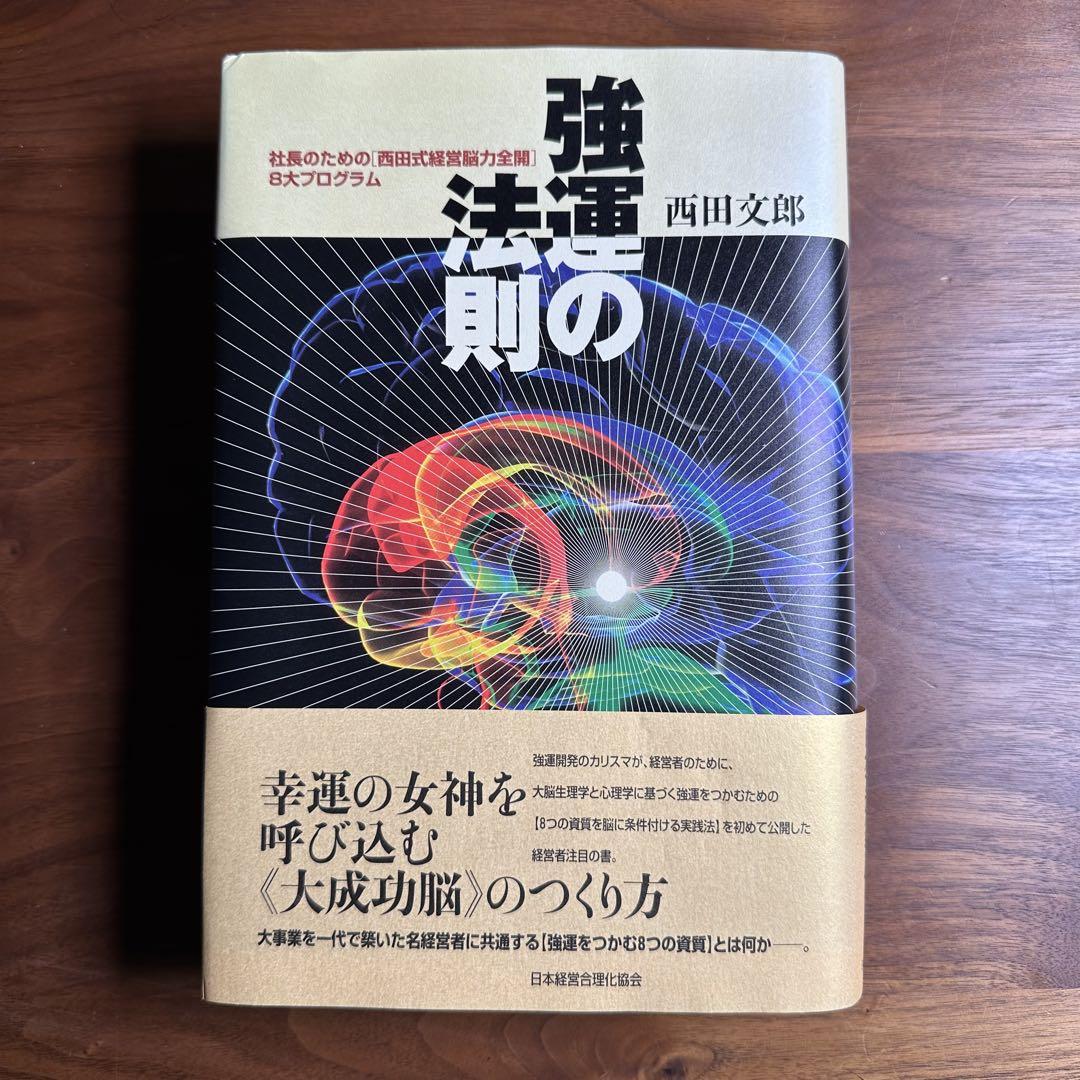 強運の
法則
社長のための[西田式経営脳力全開]
8大プログラム
西田文郎
幸運の女神を
呼び込む
《大成功脳》のつくり方
強運開発のカリスマが、経営者のために、
大脳生理学と心理学に基づく強運をつかむための
【8つの資質を脳に条件付ける実践法】を初めて公開した
経営者注目の書。
大事業を一代で築いた名経営者に共通する【強運をつかむ8つの資質】とは何か――。
日本経営合理化協会